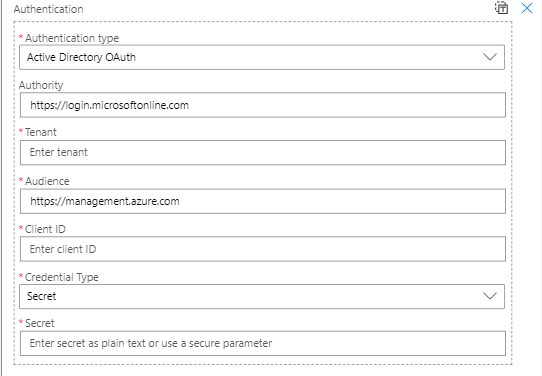 Authentication
* Authentication type
Active Directory OAuth
Authority
https://login.microsoftonline.com
* Tenant
Enter tenant
* Audience
https://management.azure.com
* Client ID
Enter client ID
* Credential Type
Secret
* Secret
Enter secret as plain text or use a secure parameter